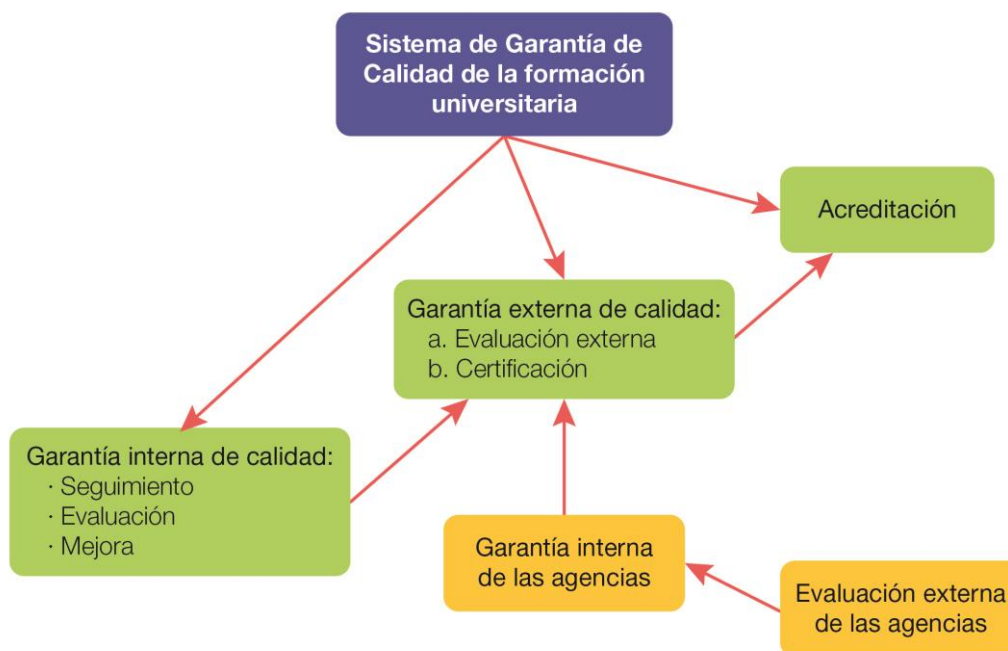 Sistema de Garantía de
Calidad de la formación
universitaria
Acreditación
Garantía externa de calidad:
a. Evaluación externa
b. Certificación
Garantía interna de calidad:
· Seguimiento
· Evaluación
· Mejora
Garantía interna
de las agencias
Evaluación externa
de las agencias